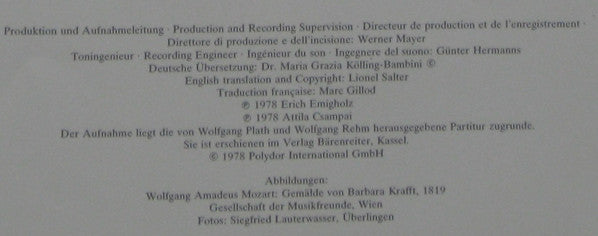 Produktion und Aufnahmeleitung · Production and Recording Supervision · Directeur de production et de l'enregistrement ·
Direttore di produzione e dell'incisione: Werner Mayer
Toningenieur · Recording Engineer · Ingénieur du son · Ingegnere del suono: Günter Hermanns
Deutsche Übersetzung: Dr. Maria Grazia Kölling-Bambini ©
English translation and Copyright: Lionel Salter
Traduction française: Marc Gillod
℗ 1978 Erich Emigholz
℗ 1978 Attila Csampai
Der Aufnahme liegt die von Wolfgang Plath und Wolfgang Rehm herausgegebene Partitur zugrunde.
Sie ist erschienen im Verlag Bärenreiter, Kassel.
© 1978 Polydor International GmbH
Abbildungen:
Wolfgang Amadeus Mozart: Gemälde von Barbara Krafft, 1819
Gesellschaft der Musikfreunde, Wien
Fotos: Siegfried Lauterwasser, Überlingen